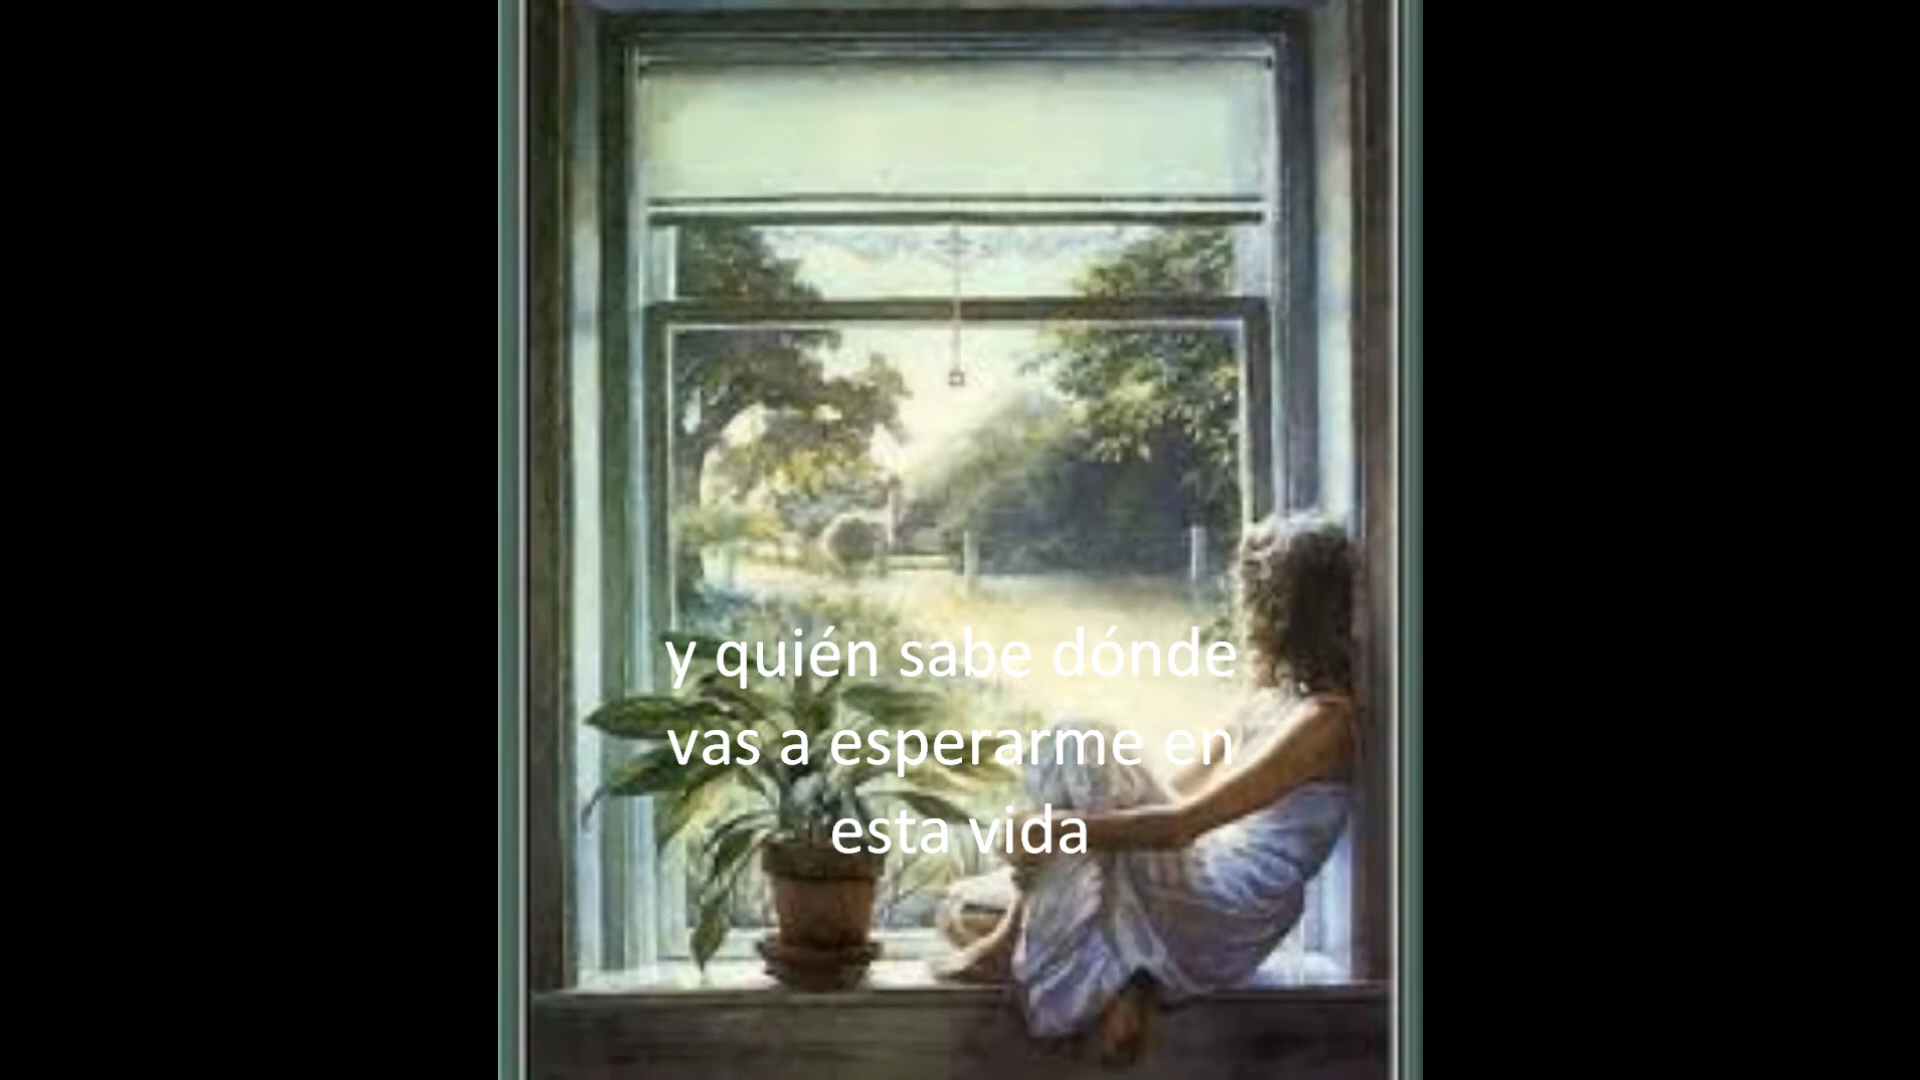 y quién sabe dónde
vas a esperarme en
esta vida